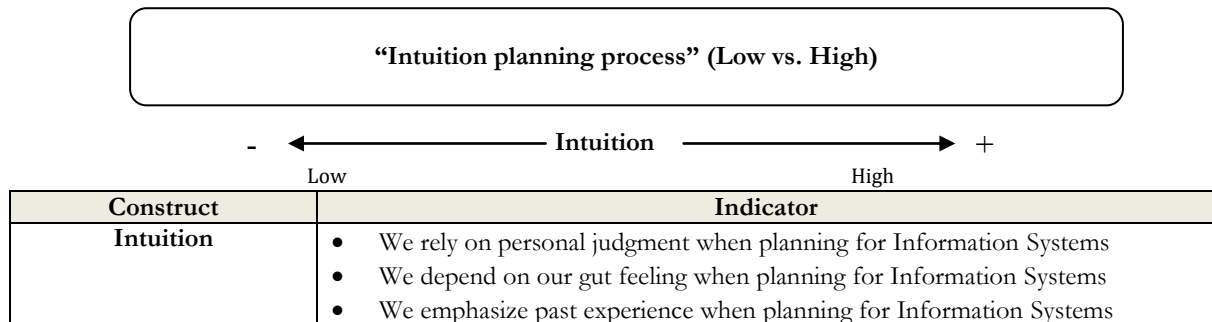 “Intuition planning process” (Low vs. High)
- Intuition +
Low High
Construct Indicator
Intuition • We rely on personal judgment when planning for Information Systems
• We depend on our gut feeling when planning for Information Systems
• We emphasize past experience when planning for Information Systems